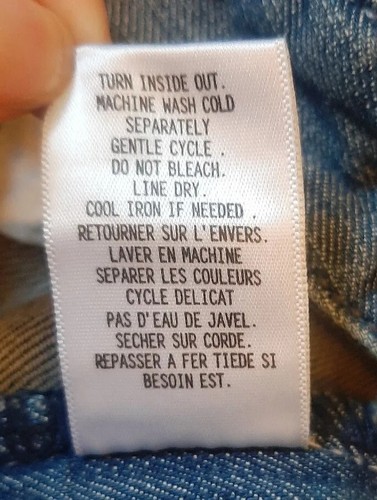 TURN INSIDE OUT.
MACHINE WASH COLD
SEPARATELY
GENTLE CYCLE .
DO NOT BLEACH.
LINE DRY.
COOL IRON IF NEEDED .
RETOURNER SUR L'ENVERS.
LAVER EN MACHINE
SEPARER LES COULEURS
CYCLE DELICAT
PAS D'EAU DE JAVEL.
SECHER SUR CORDE.
REPASSER A FER TIEDE SI
BESOIN EST.